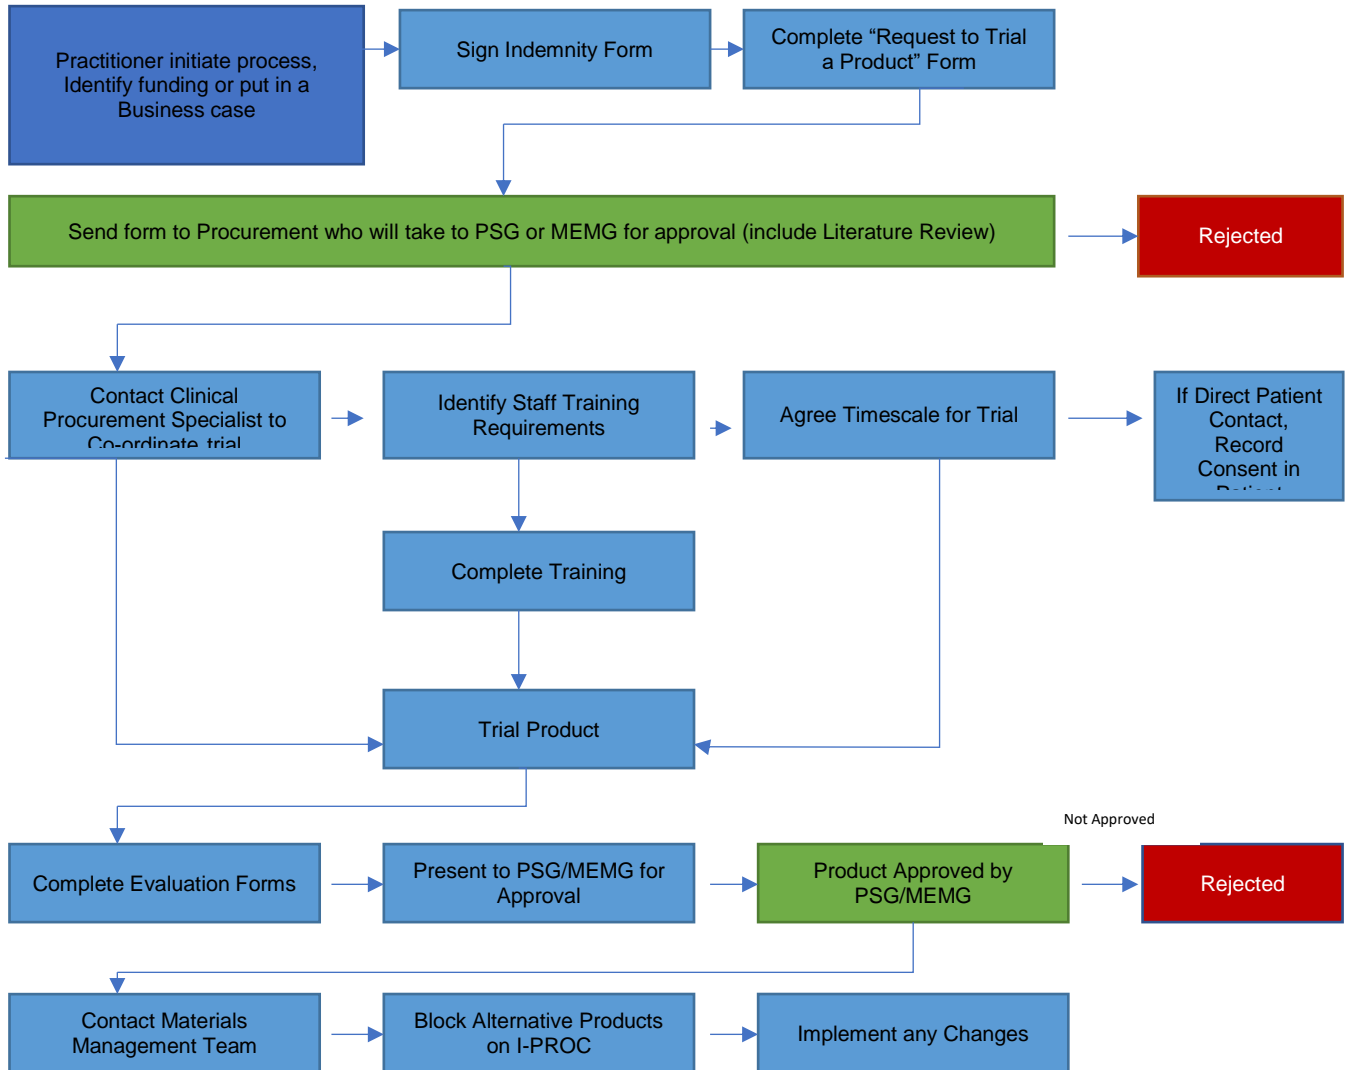 Practitioner initiate process,
Identify funding or put in a
Business case
Sign Indemnity Form
Complete “Request to Trial
a Product” Form
Send form to Procurement who will take to PSG or MEMG for approval (include Literature Review)
Rejected
Contact Clinical
Procurement Specialist to
Co-ordinate trial
Identify Staff Training
Requirements
Agree Timescale for Trial
If Direct Patient
Contact,
Record
Consent in
Patient
Complete Training
Trial Product
Not Approved
Complete Evaluation Forms
Present to PSG/MEMG for
Approval
Product Approved by
PSG/MEMG
Rejected
Contact Materials
Management Team
Block Alternative Products
on I-PROC
Implement any Changes